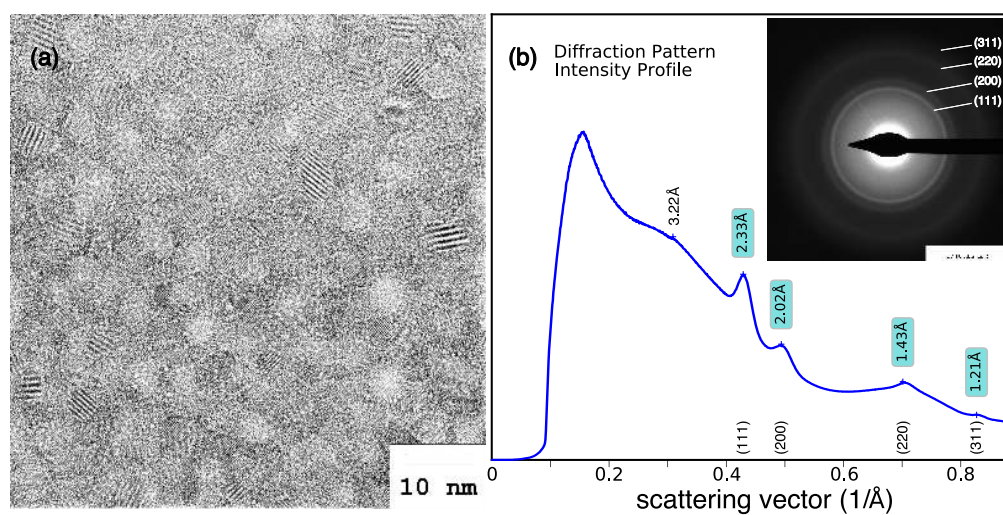 (a)
10 nm
(b) Diffraction Pattern
Intensity Profile
(311)
(220)
(200)
(111)
3.22Å
2.33Å
2.02Å
1.43Å
1.21Å
(111)
(200)
(220)
(311)
0
0.2
0.4
0.6
0.8
scattering vector (1/Å)